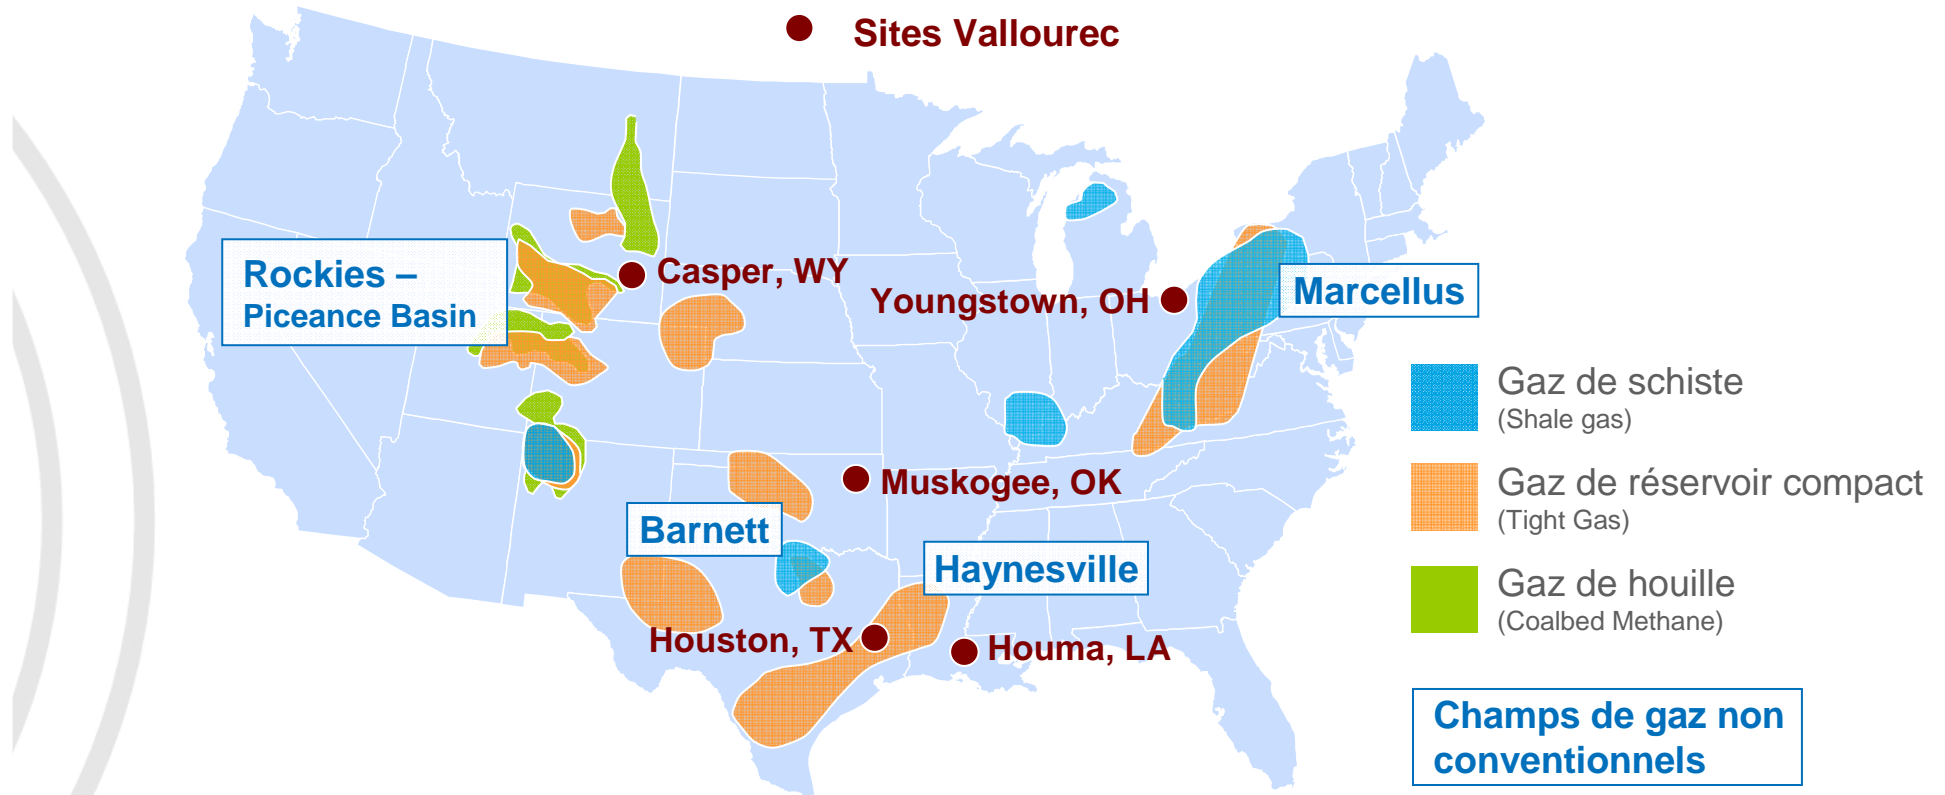 Sites Vallourec
Rockies –
Piceance Basin
Casper, WY
Youngstown, OH
Marcellus
Gaz de schiste
(Shale gas)
Gaz de réservoir compact
(Tight Gas)
Muskogee, OK
Barnett
Haynesville
Gaz de houille
(Coalbed Methane)
Houston, TX
Houma, LA
Champs de gaz non
conventionnels